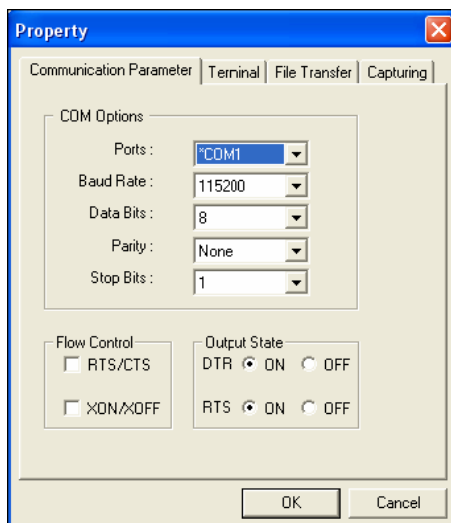 Property
Communication Parameter Terninal File Transfer Capturing
COM Options
Ports : *COM1
Baud Rate : 115200
Data Bits : 8
Parity : None
Stop Bits : 1
Flow Control
RTS/CTS
XON/XOFF
Output State
DTR ON OFF
RTS ON OFF
OK Cancel